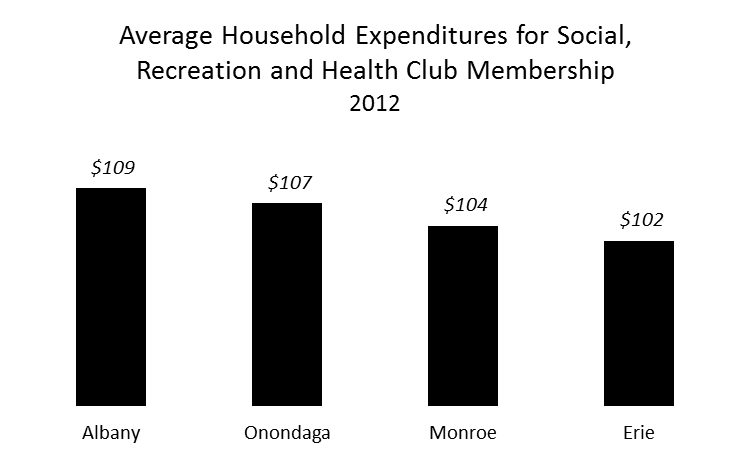 Average Household Expenditures for Social,
Recreation and Health Club Membership
2012
$109
$107
$104
$102
Albany
Onondaga
Monroe
Erie